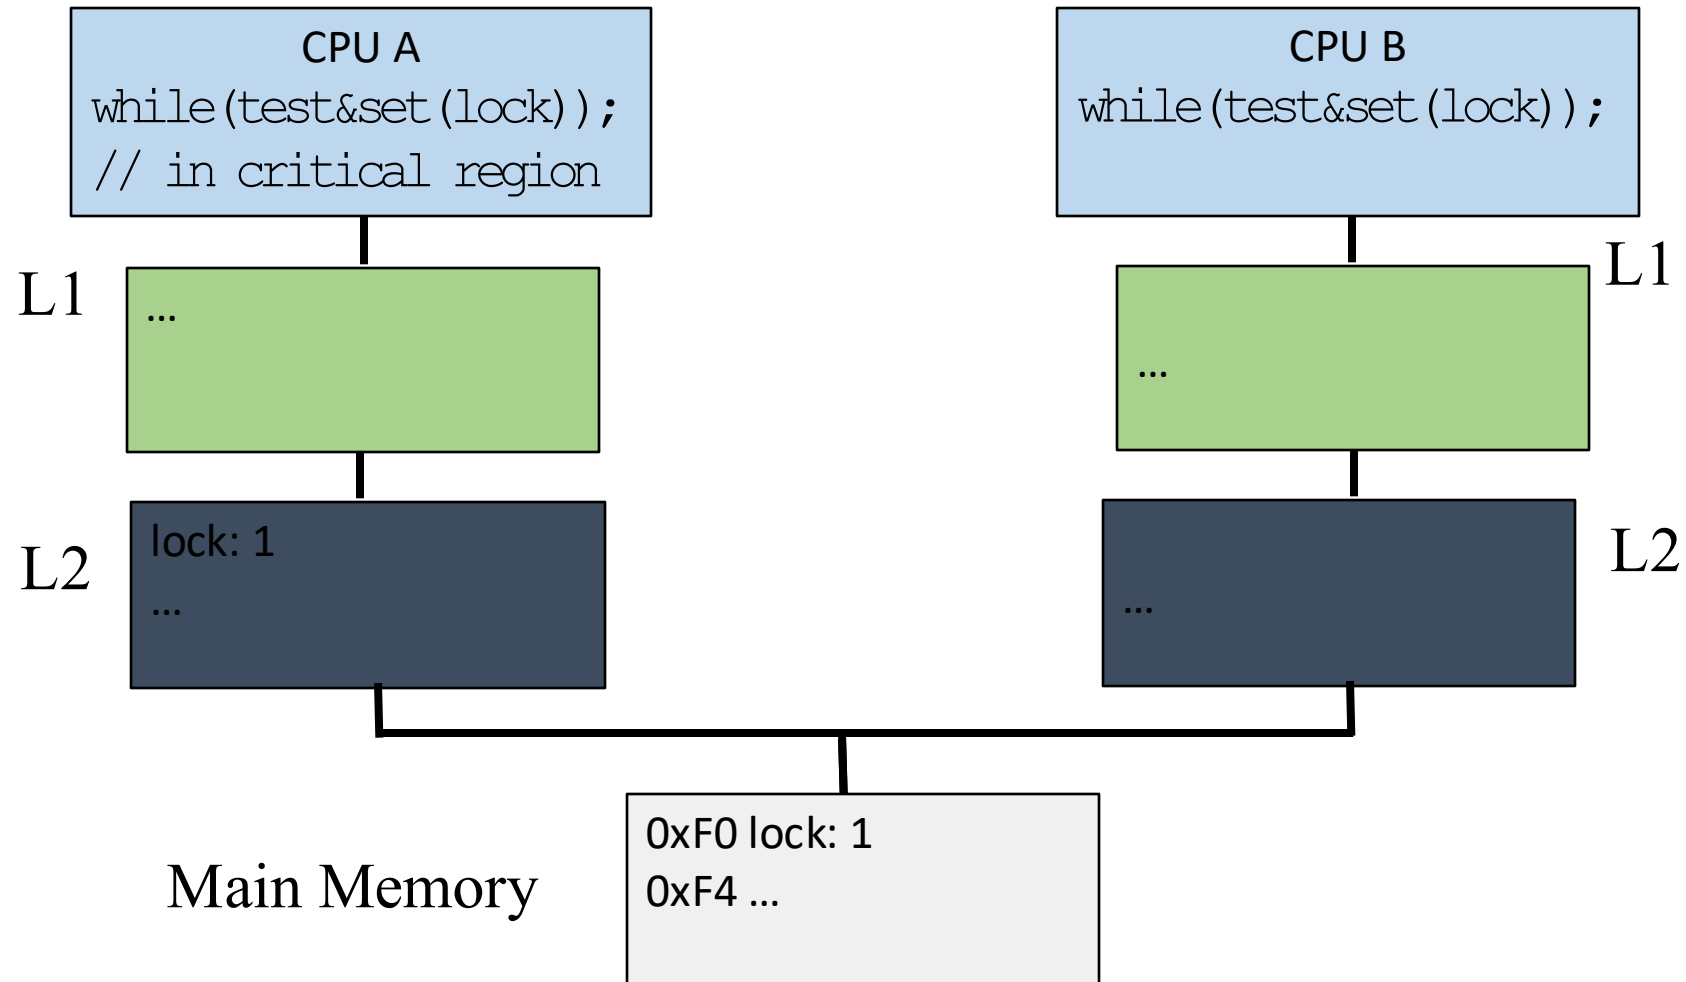 CPU A
while(test&set(lock));
// in critical region
CPU B
while(test&set(lock));
L1
…
L1
…
L2
lock: 1
…
L2
…
Main Memory
0xF0 lock: 1
0xF4 …